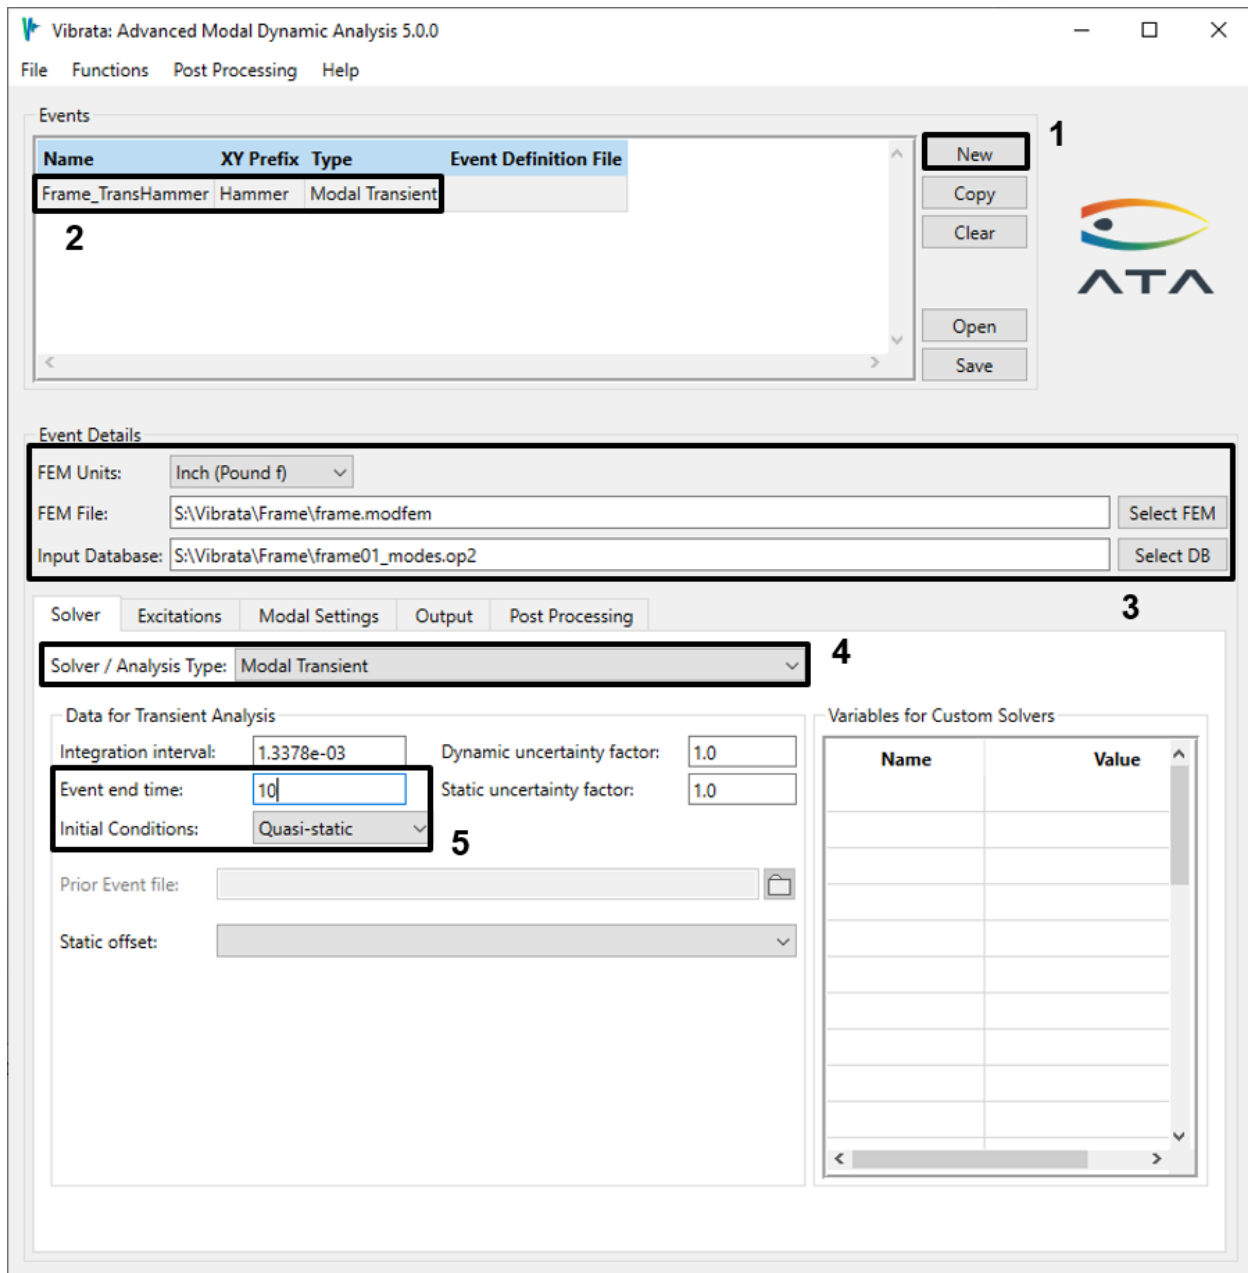 Vibrata: Advanced Modal Dynamic Analysis 5.0.0
File Functions Post Processing Help
Events
Name XY Prefix Type Event Definition File
Frame_TransHammer Hammer Modal Transient
2
New
1
Copy
Clear
Open
Save
ATA
Event Details
FEM Units: Inch (Pound f)
FEM File: S:\Vibrata\Frame\frame.modfem Select FEM
Input Database: S:\Vibrata\Frame\frame01_modes.op2 Select DB
3
Solver Excitations Modal Settings Output Post Processing
Solver / Analysis Type: Modal Transient
4
Data for Transient Analysis
Integration interval: 1.3378e-03 Dynamic uncertainty factor: 1.0
Event end time: 10 Static uncertainty factor: 1.0
Initial Conditions: Quasi-static
5
Prior Event file:
Static offset:
Variables for Custom Solvers
Name Value